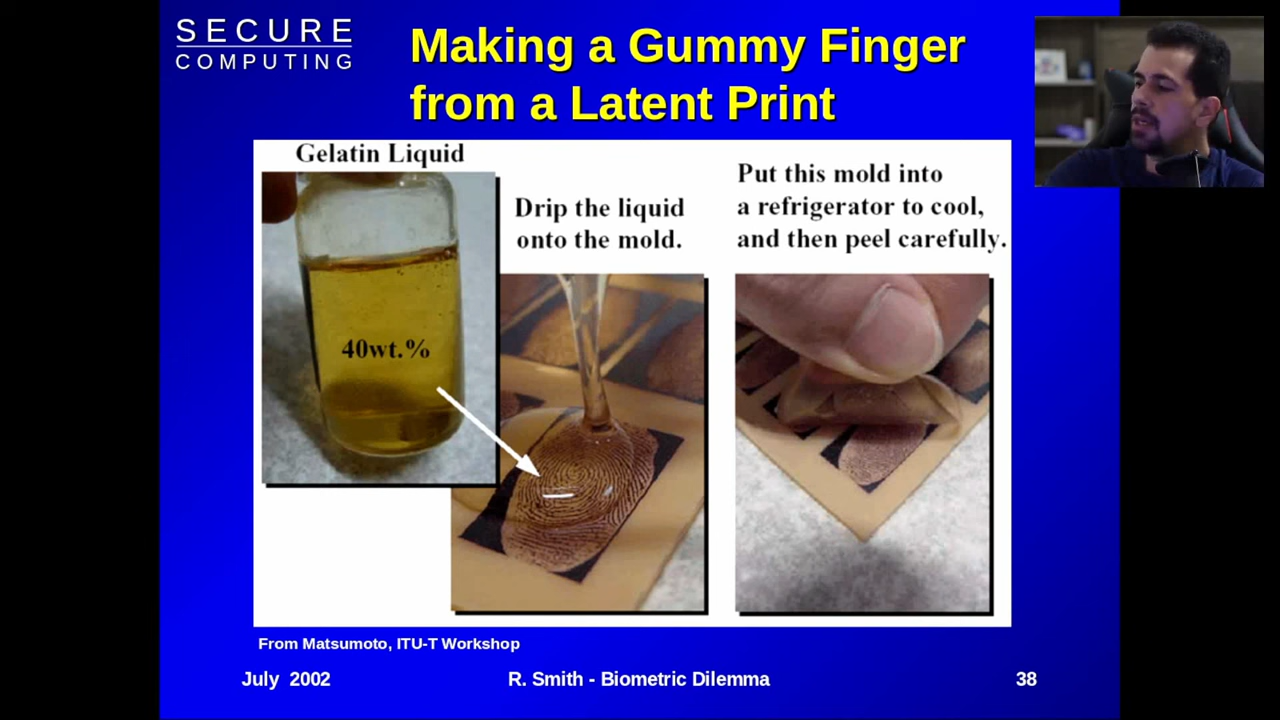 SECURE
COMPUTING
Making a Gummy Finger
from a Latent Print
Gelatin Liquid
40wt.%
Drip the liquid
onto the mold.
Put this mold into
a refrigerator to cool,
and then peel carefully.
From Matsumoto, ITU-T Workshop
July 2002
R. Smith - Biometric Dilemma
38